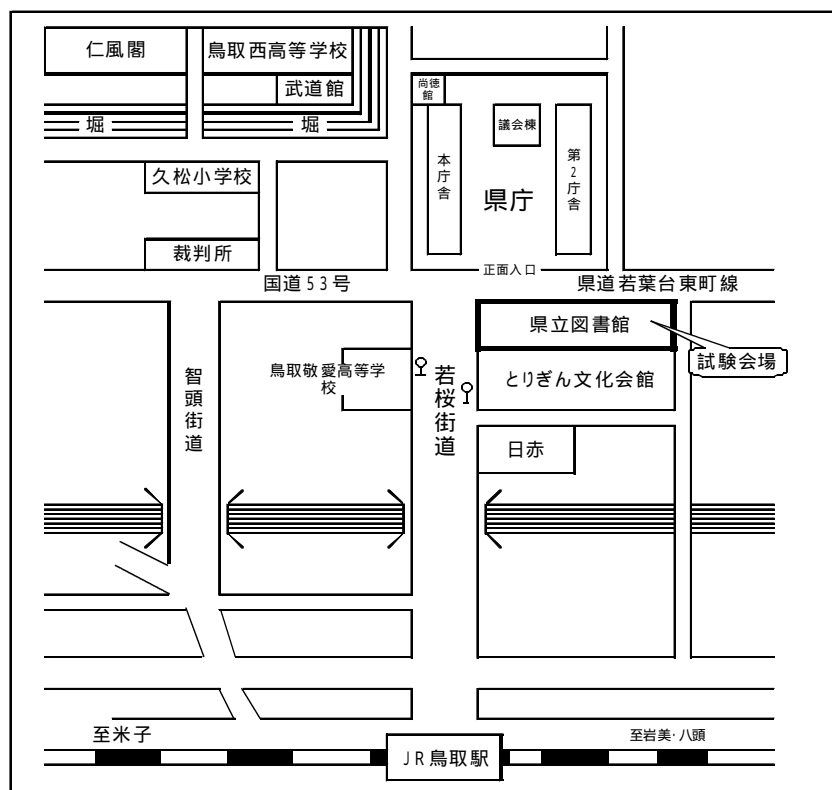 仁風閣
鳥取西高等学校
武道館
堀
堀
尚徳
館
議会棟
本庁舎
第2庁舎
県庁
久松小学校
裁判所
正面入口
国道53号
県道若葉台東町線
県立図書館
試験会場
智頭街道
鳥取敬愛高等学
校
若桜街道
とりぎん文化会館
日赤
至米子
至岩美・八頭
JR鳥取駅